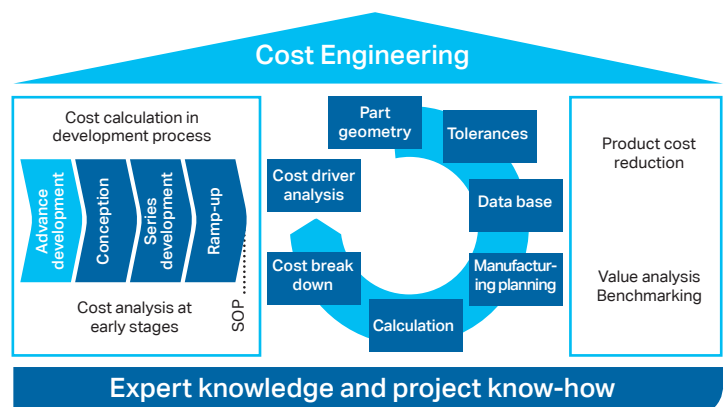 Cost Engineering
Cost calculation in
development process
Advance
development
Conception
Series
development
Ramp-up
SOP
Cost analysis at
early stages
Part
geometry
Tolerances
Data base
Manufactur-
ing planning
Calculation
Cost break
down
Cost driver
analysis
Product cost
reduction
Value analysis
Benchmarking
Expert knowledge and project know-how